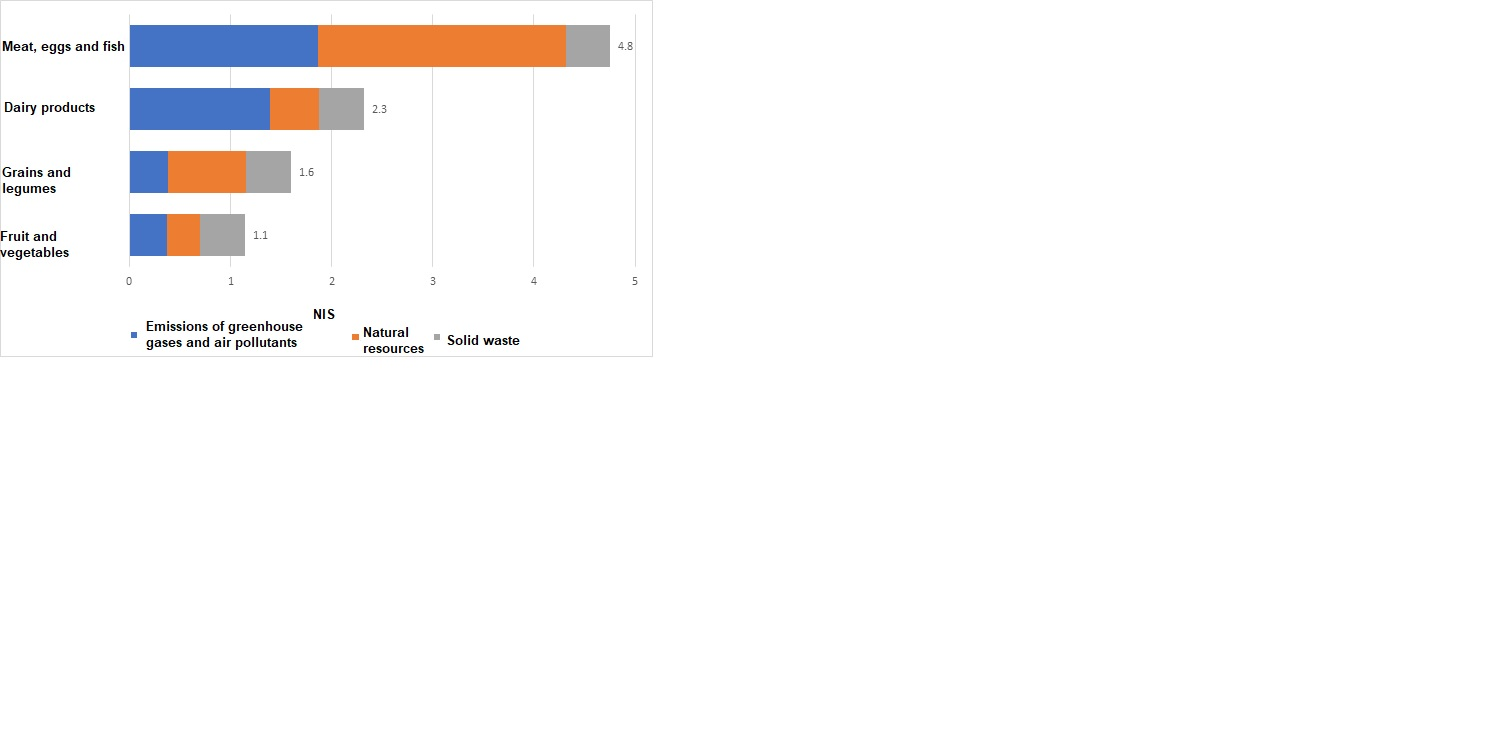 Meat, eggs and fish
4.8
Dairy products
2.3
Grains and
legumes
1.6
Fruit and
vegetables
1.1
0 1 2 3 4 5
NIS
Emissions of greenhouse
gases and air pollutants
Natural
resources
Solid waste